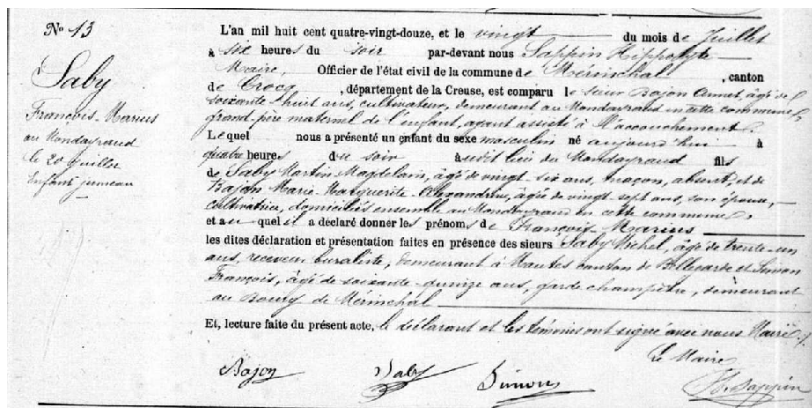 N° 13
Saby
François-Marius
au Mondayraud
le 20 Juillet
Enfant jumeau
L'an mil huit cent quatre-vingt-douze, et le vingt du mois de Juillet
à six heures du soir par-devant nous Sappin Hippolyte
Maire, Officier de l'état civil de la commune de Mérinchal, canton
de Crocq, département de la Creuse, est comparu le sieur Bajon Annet, âgé de
soixante-huit ans, cultivateur, demeurant au Mondayraud en cette commune,
grand-père maternel de l'enfant, ayant assisté à l'accouchement.
Lequel nous a présenté un enfant du sexe masculin né aujourd'hui à
quatre heures du soir à lieu du Mondayraud fils
de Saby Martin Magdelain, âgé de vingt-six ans, maçon, absent, et de
Bajon Marie Marguerite Alexandrine, âgée de vingt-sept ans, son épouse,
cultivatrice, domiciliés ensemble au Mondayraud en cette commune,
et auquel il a déclaré donner les prénoms de François-Marius
les dites déclaration et présentation faites en présence des sieurs Saby Michel, âgé de trente-un
ans, receveur buraliste, demeurant à Mautes canton de Bellegarde et Simon
François, âgé de soixante- ans, garde champêtre, demeurant
au Bourg de Mérinchal
Et, lecture faite du présent acte, le déclarant et les témoins ont signé avec nous Maire.
Le Maire
Bajon Saby Simon H. Sappin